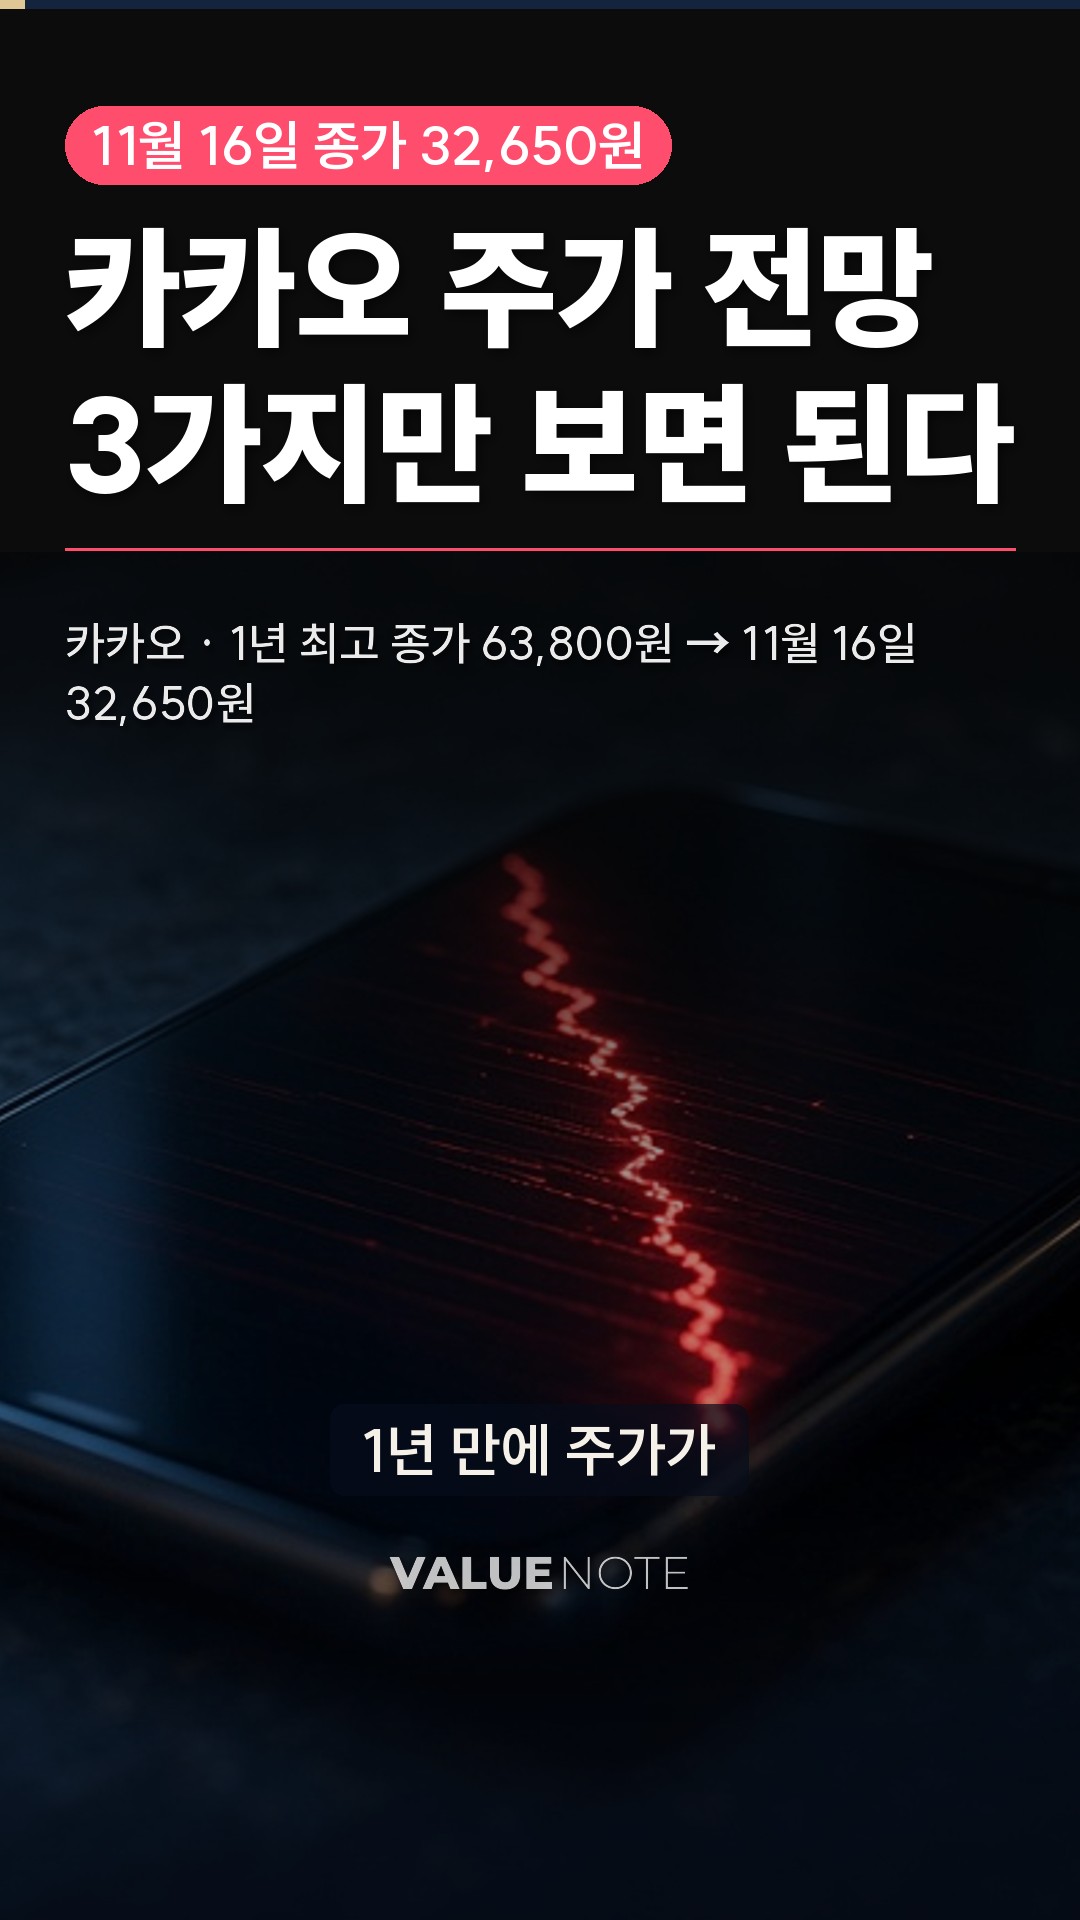 11월 16일 종가 32,650원
카카오 주가 전망
3가지만 보면 된다
카카오 · 1년 최고 종가 63,800원 → 11월 16일
32,650원
1년 만에 주가가
VALUENOTE